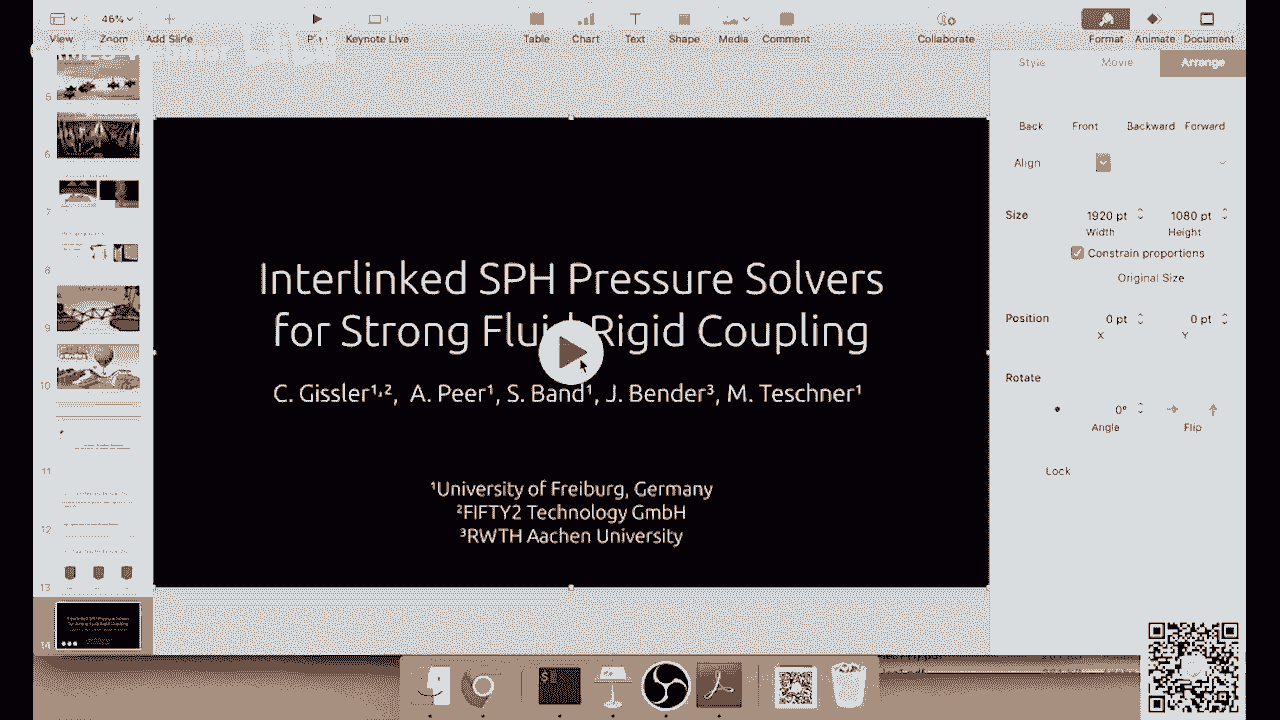 46%
View Zoom Add Slide Play Keynote Live Table Chart Text Shape Media Comment Collaborate Format Animate Document
Style Movie Arrange
Back Front Backward Forward
Align
Size 1920 pt 1080 pt
Width Height
Constrain proportions
Original Size
Position 0 pt 0 pt
X Y
Rotate
0°
Angle Flip
Lock
5
6
7
8
9
10
11
12
13
14
Interlinked SPH Pressure Solvers
for Strong Fluid-Rigid Coupling
C. Gissler¹,², A. Peer¹, S. Band¹, J. Bender³, M. Teschner¹
¹University of Freiburg, Germany
²FIFTY2 Technology GmbH
³RWTH Aachen University